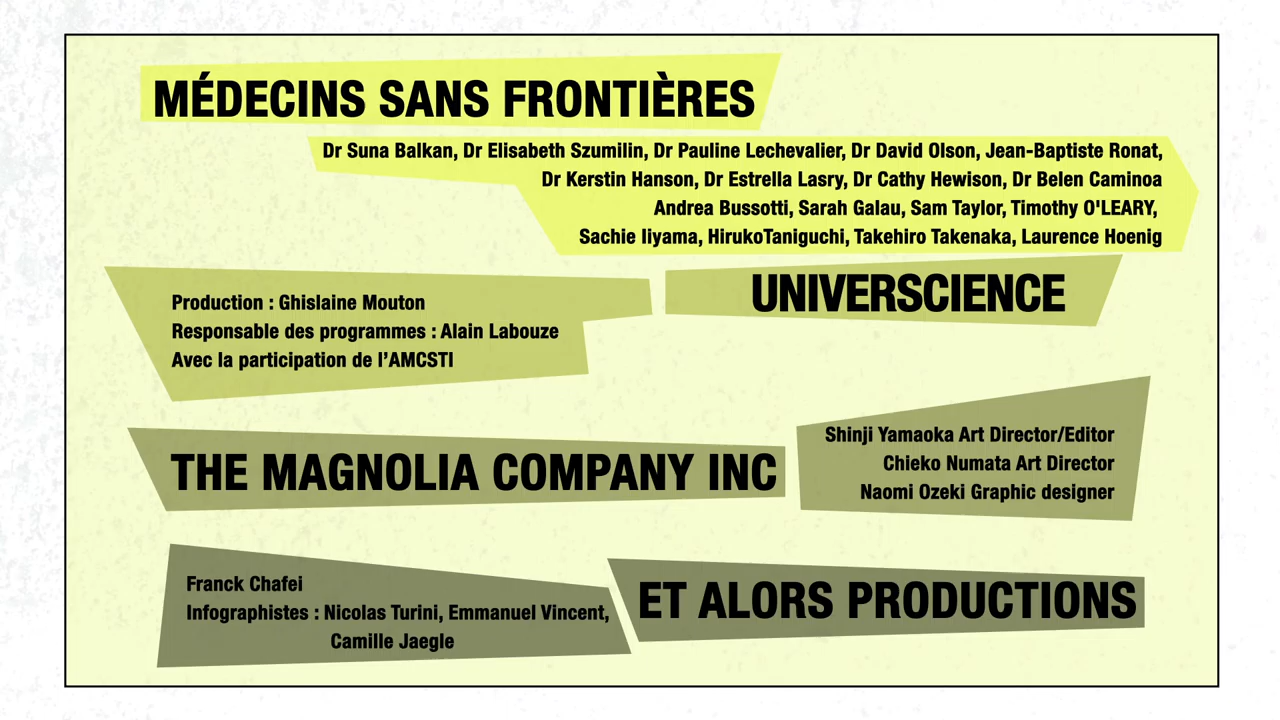 MÉDECINS SANS FRONTIÈRES
Dr Suna Balkan, Dr Elisabeth Szumilin, Dr Pauline Lechevalier, Dr David Olson, Jean-Baptiste Ronat,
Dr Kerstin Hanson, Dr Estrella Lasry, Dr Cathy Hewison, Dr Belen Caminoa
Andrea Bussotti, Sarah Galau, Sam Taylor, Timothy O'LEARY,
Sachie Iiyama, HirukoTaniguchi, Takehiro Takenaka, Laurence Hoenig
UNIVERSCIENCE
Production : Ghislaine Mouton
Responsable des programmes : Alain Labouze
Avec la participation de l’AMCSTI
THE MAGNOLIA COMPANY INC
Shinji Yamaoka Art Director/Editor
Chieko Numata Art Director
Naomi Ozeki Graphic designer
ET ALORS PRODUCTIONS
Franck Chafei
Infographistes : Nicolas Turini, Emmanuel Vincent,
Camille Jaegle